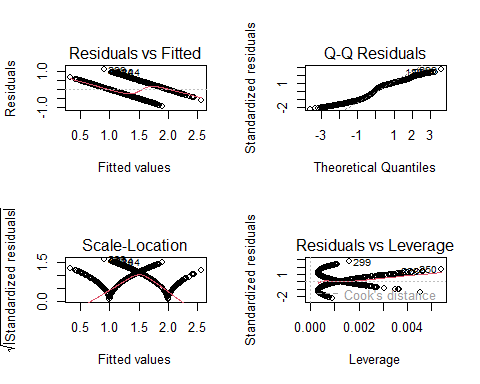 Residuals vs Fitted
Residuals
-1.0
1.0
0.5
1.0
1.5
2.0
2.5
Fitted values
Q-Q Residuals
Standardized residuals
-2
-3
-1
0
1
2
3
Theoretical Quantiles
Scale-Location
√|Standardized residuals|
0.0
1.5
0.5
1.0
1.5
2.0
2.5
Fitted values
Residuals vs Leverage
Standardized residuals
-2
299
250
Cook's distance
0.000
0.002
0.004
Leverage